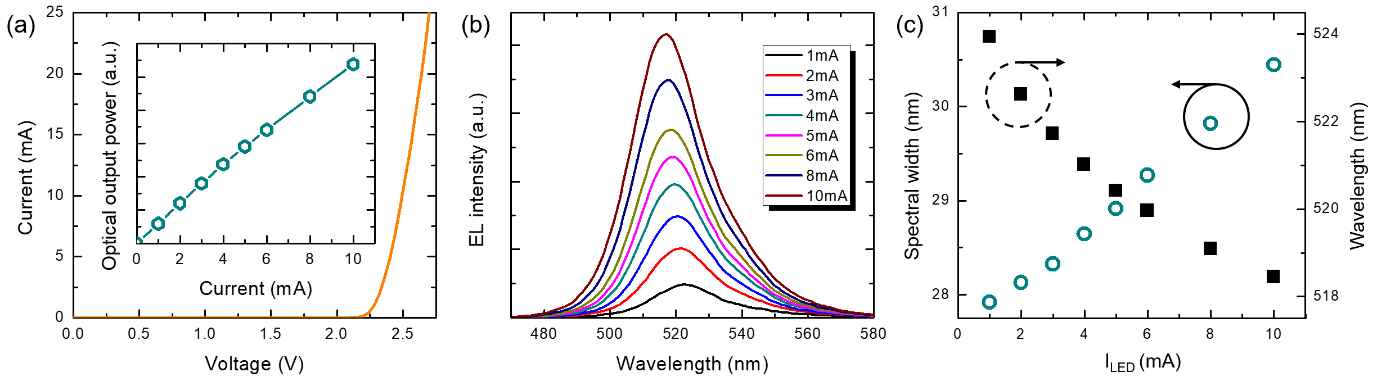 (a)
Current (mA)
25
20
15
10
5
0
0.0
0.5
1.0
1.5
2.0
2.5
Voltage (V)
Optical output power (a.u.)
0
2
4
6
8
10
Current (mA)
(b)
EL intensity (a.u.)
1mA
2mA
3mA
4mA
5mA
6mA
8mA
10mA
480
500
520
540
560
580
Wavelength (nm)
(c)
Spectral width (nm)
31
30
29
28
0
2
4
6
8
10
I_LED (mA)
524
522
520
518
Wavelength (nm)